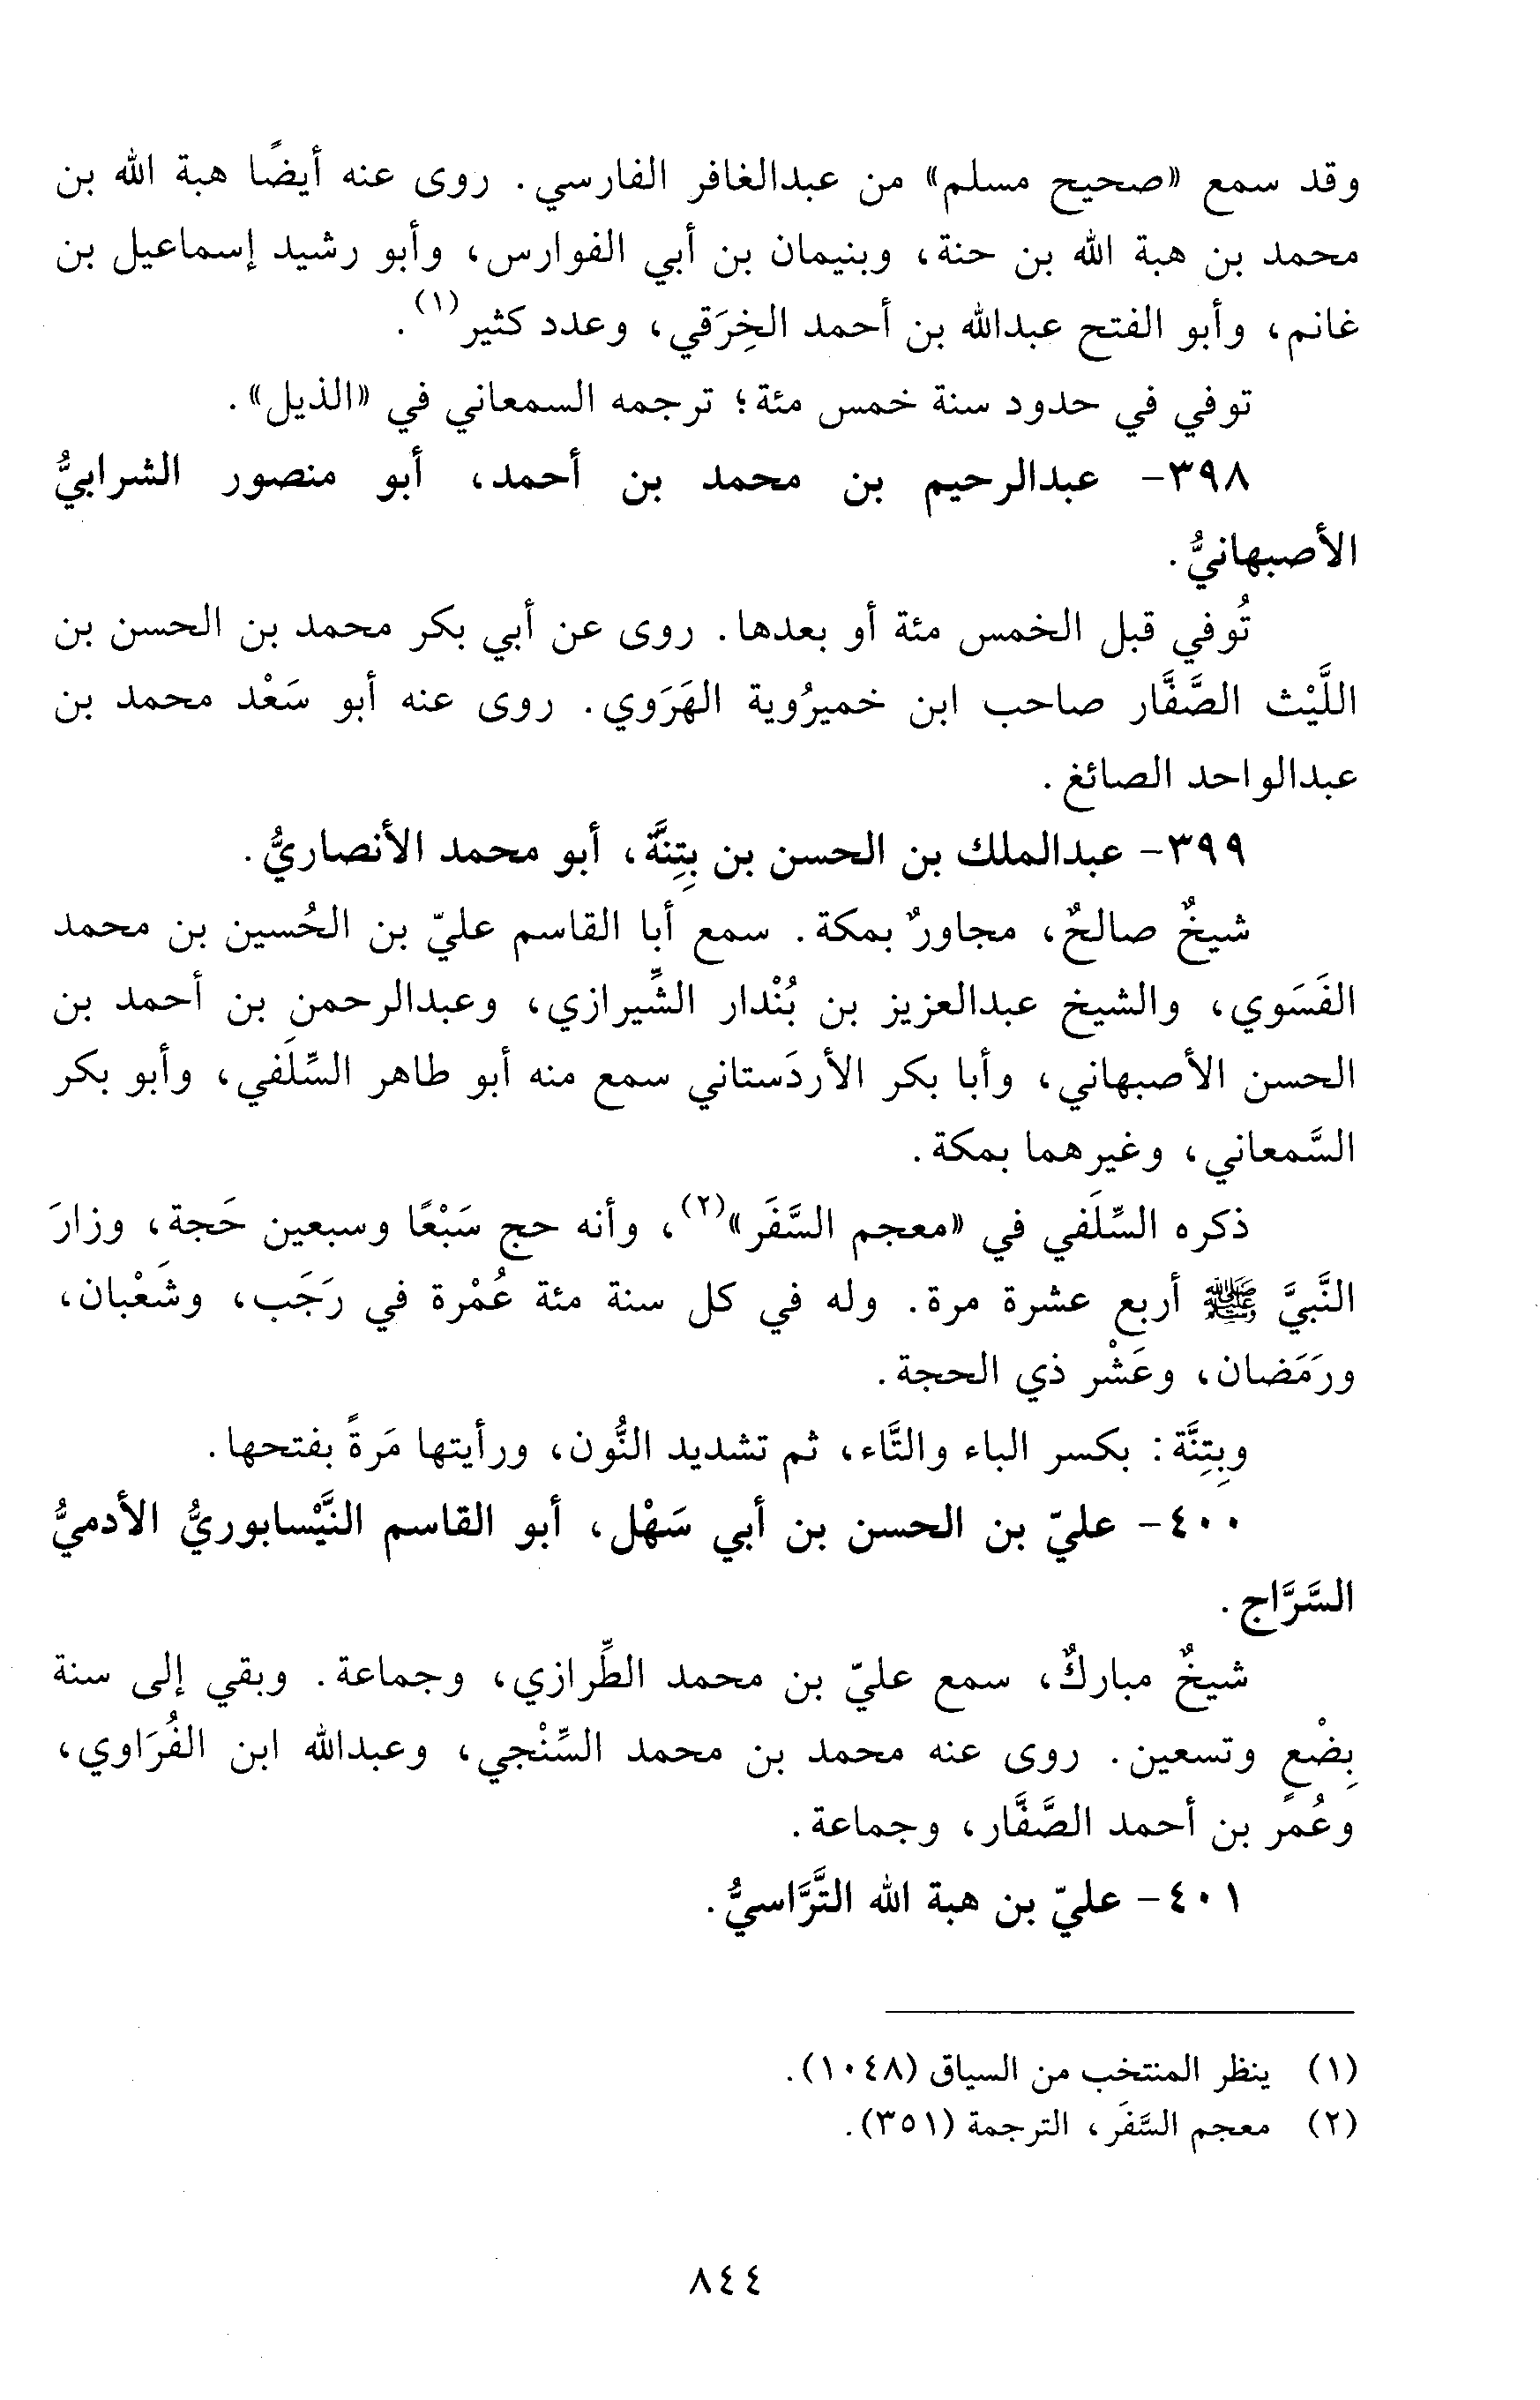 وقد سمع «صحيح مسلم» من عبدالغافر الفارسي. روى عنه أيضًا هبة الله بن
محمد بن هبة الله بن حنة، وبنيمان بن أبي الفوارس، وأبو رشيد إسماعيل بن
غانم، وأبو الفتح عبدالله بن أحمد الخِرَقي، وعدد كثير(١).
توفي في حدود سنة خمس مئة؛ ترجمه السمعاني في «الذيل».
٣٩٨- عبدالرحيم بن محمد بن أحمد، أبو منصور الشرابيُّ
الأصبهانيُّ.
تُوفي قبل الخمس مئة أو بعدها. روى عن أبي بكر محمد بن الحسن بن
اللَّيْث الصَّفَّار صاحب ابن خميرُوية الهَرَوي. روى عنه أبو سَعْد محمد بن
عبدالواحد الصائغ.
٣٩٩- عبدالملك بن الحسن بن بِتِنَّة، أبو محمد الأنصاريُّ.
شيخٌ صالحٌ، مجاورٌ بمكة. سمع أبا القاسم عليّ بن الحُسين بن محمد
الفَسَوي، والشيخ عبدالعزيز بن بُنْدار الشِّيرازي، وعبدالرحمن بن أحمد بن
الحسن الأصبهاني، وأبا بكر الأردَستاني سمع منه أبو طاهر السِّلَفي، وأبو بكر
السَّمعاني، وغيرهما بمكة.
ذكره السِّلَفي في «معجم السَّفَر»(٢)، وأنه حج سَبْعًا وسبعين حَجة، وزارَ
النَّبيَّ ﷺ أربع عشرة مرة. وله في كل سنة مئة عُمْرة في رَجَب، وشَعْبان،
ورَمَضان، وعَشْر ذي الحجة.
وبِتِنَّة: بكسر الباء والتَّاء، ثم تشديد النُّون، ورأيتها مَرةً بفتحها.
٤٠٠- عليّ بن الحسن بن أبي سَهْل، أبو القاسم النَّيْسابوريُّ الأدميُّ
السَّرَّاج.
شيخٌ مباركٌ، سمع عليّ بن محمد الطِّرازي، وجماعة. وبقي إلى سنة
بِضْعٍ وتسعين. روى عنه محمد بن محمد السِّنْجي، وعبدالله ابن الفُرَاوي،
وعُمر بن أحمد الصَّفَّار، وجماعة.
٤٠١- عليّ بن هبة الله التَّرَّاسيُّ.
(١) ينظر المنتخب من السياق (١٠٤٨).
(٢) معجم السَّفَر، الترجمة (٣٥١).
٨٤٤